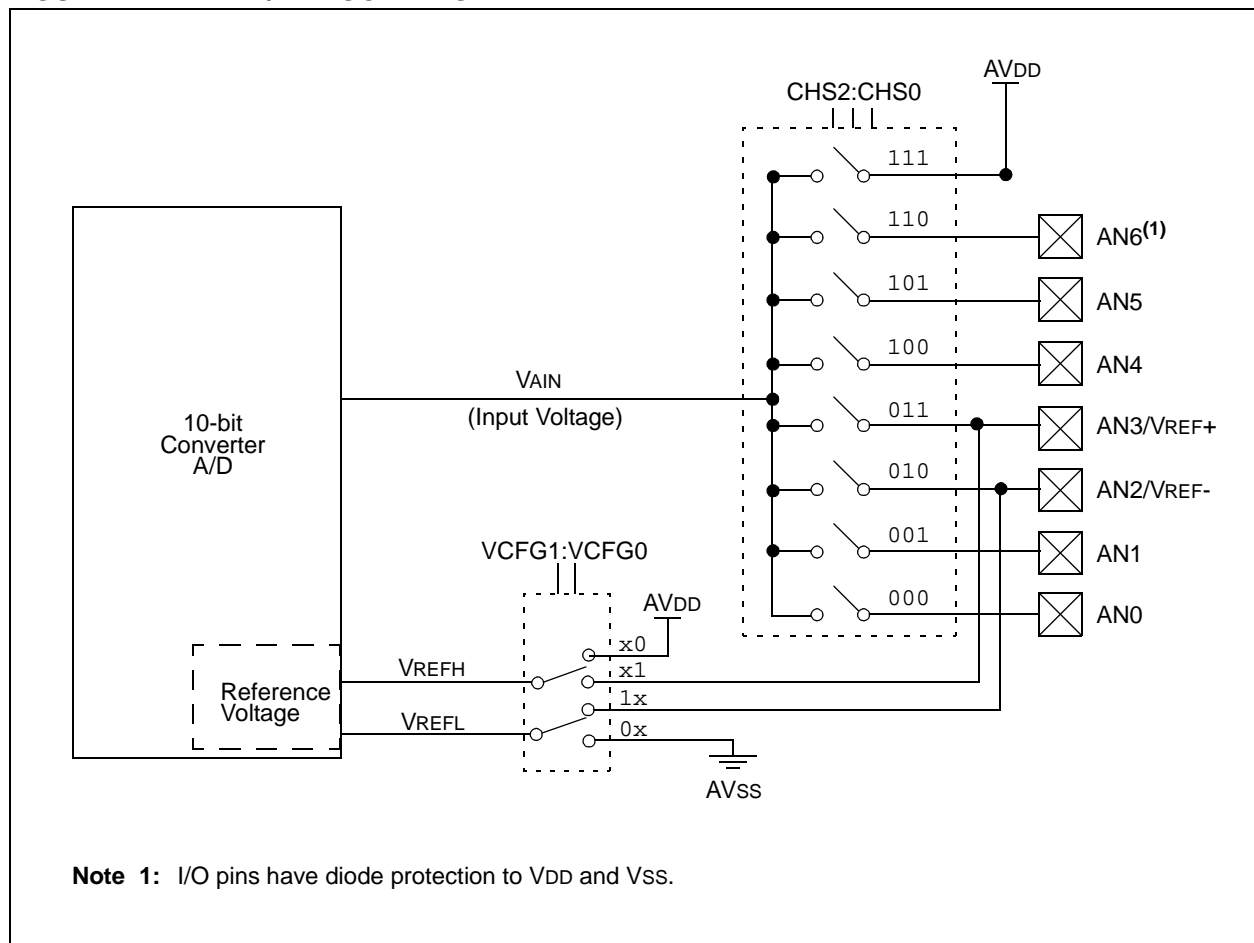 AVDD
CHS2:CHS0
111
110
AN6(1)
101
AN5
100
AN4
VAIN
(Input Voltage)
011
AN3/VREF+
10-bit
Converter
A/D
010
AN2/VREF-
VCFG1:VCFG0
001
AN1
AVDD
000
AN0
x0
VREFH
x1
Reference
Voltage
1x
VREFL
0x
AVSS
Note 1: I/O pins have diode protection to VDD and VSS.